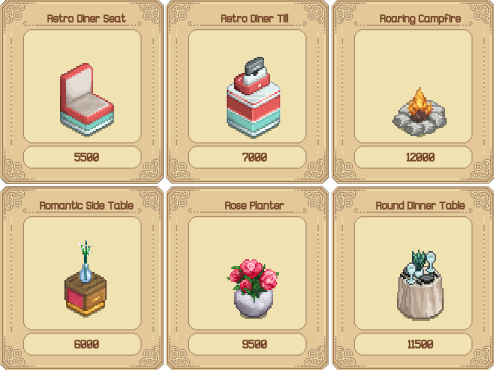 Retro Diner Seat
5500
Retro Diner Till
7000
Roaring Campfire
12000
Romantic Side Table
6000
Rose Planter
9500
Round Dinner Table
11500